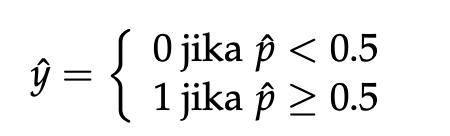 ŷ = { 0 jika p̂ < 0.5
1 jika p̂ ≥ 0.5